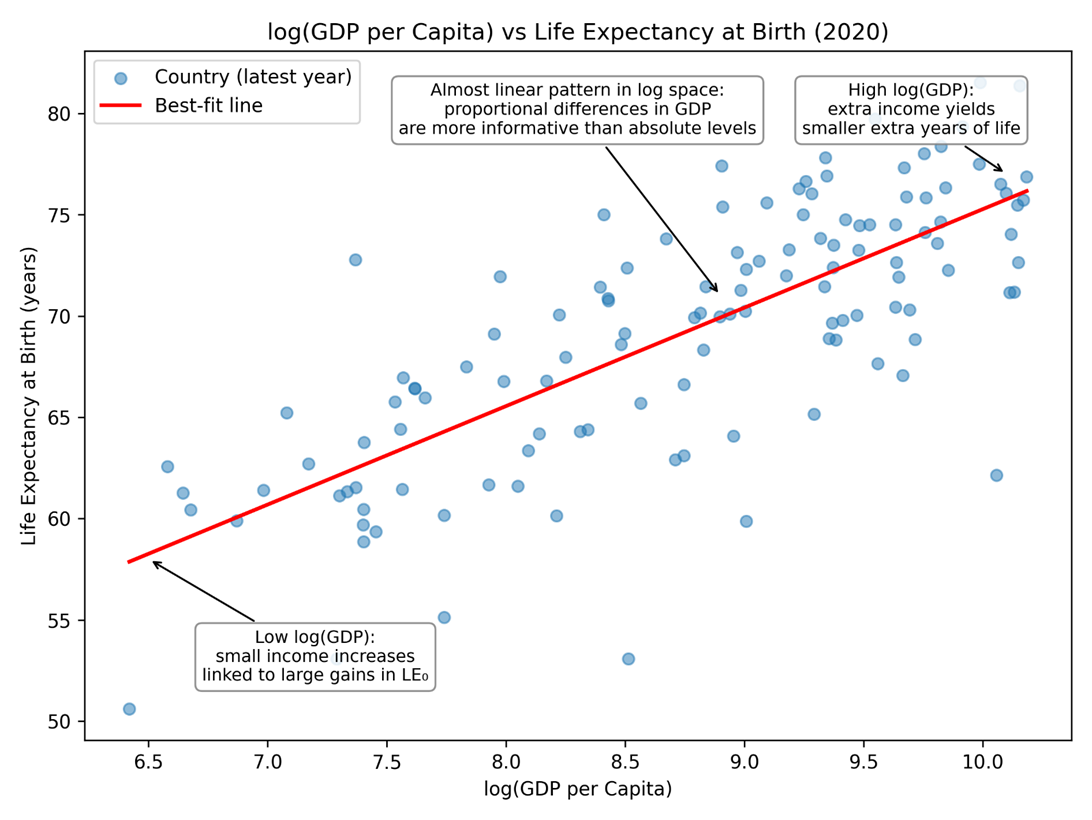 log(GDP per Capita) vs Life Expectancy at Birth (2020)
Country (latest year)
Best-fit line
Almost linear pattern in log space:
proportional differences in GDP
are more informative than absolute levels
High log(GDP):
extra income yields
smaller extra years of life
Low log(GDP):
small income increases
linked to large gains in LE₀
Life Expectancy at Birth (years)
80
75
70
65
60
55
50
6.5 7.0 7.5 8.0 8.5 9.0 9.5 10.0
log(GDP per Capita)